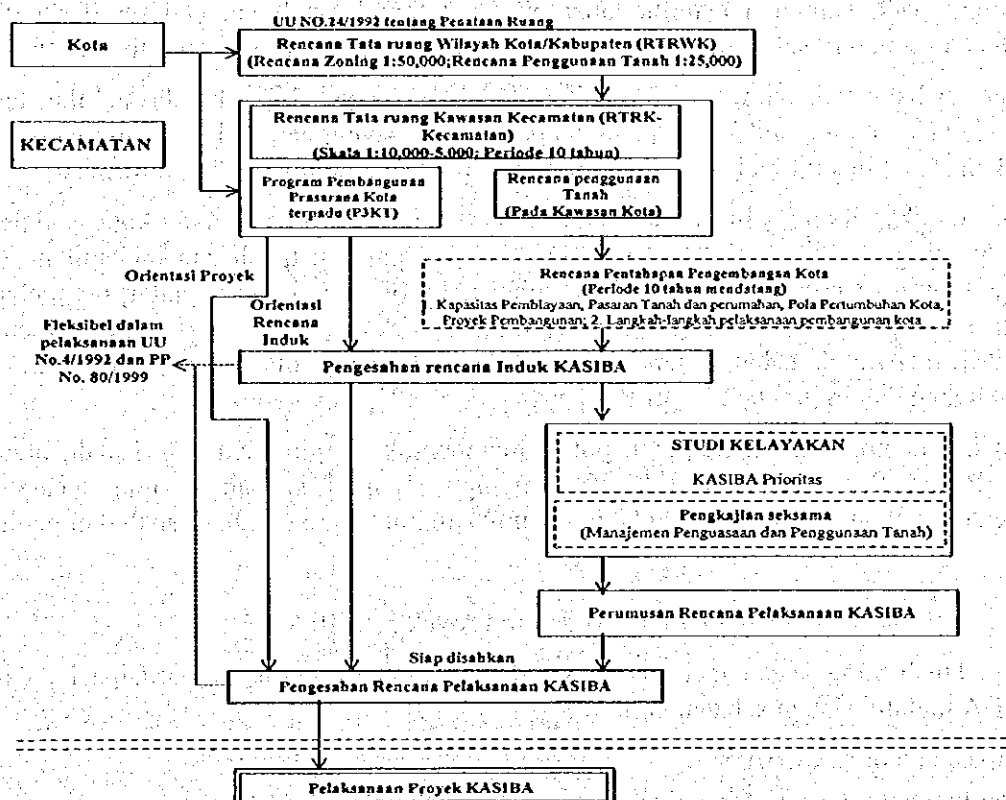 UU NO.24/1992 tentang Penataan Ruang
Kota
Rencana Tata ruang Wilayah Kota/Kabupaten (RTRWK)
(Rencana Zoning 1:50,000;Rencana Penggunaan Tanah 1:25,000)
KECAMATAN
Rencana Tata ruang Kawasan Kecamatan (RTRK-
Kecamatan)
(Skala 1:10,000-5,000; Periode 10 tahun)
Program Pembangunan
Prasarana Kota
terpadu (P3KT)
Rencana penggunaan
Tanah
(Pada Kawasan Kota)
Orientasi Proyek
Rencana Pentahapan Pengembangan Kota
(Periode 10 tahun mendatang)
1. Kapasitas Pembiayaan, Pasaran Tanah dan perumahan, Pola Pertumbuhan Kota,
Proyek Pembangunan; 2. Langkah-langkah pelaksanaan pembangunan kota
Orientasi
Rencana
Induk
Fleksibel dalam
pelaksanaan UU
No.4/1992 dan PP
No. 80/1999
Pengesahan rencana Induk KASIBA
STUDI KELAYAKAN
KASIBA Prioritas
Pengkajian seksama
(Manajemen Penguasaan dan Penggunaan Tanah)
Perumusan Rencana Pelaksanaan KASIBA
Siap disahkan
Pengesahan Rencana Pelaksanaan KASIBA
Pelaksanaan Proyek KASIBA